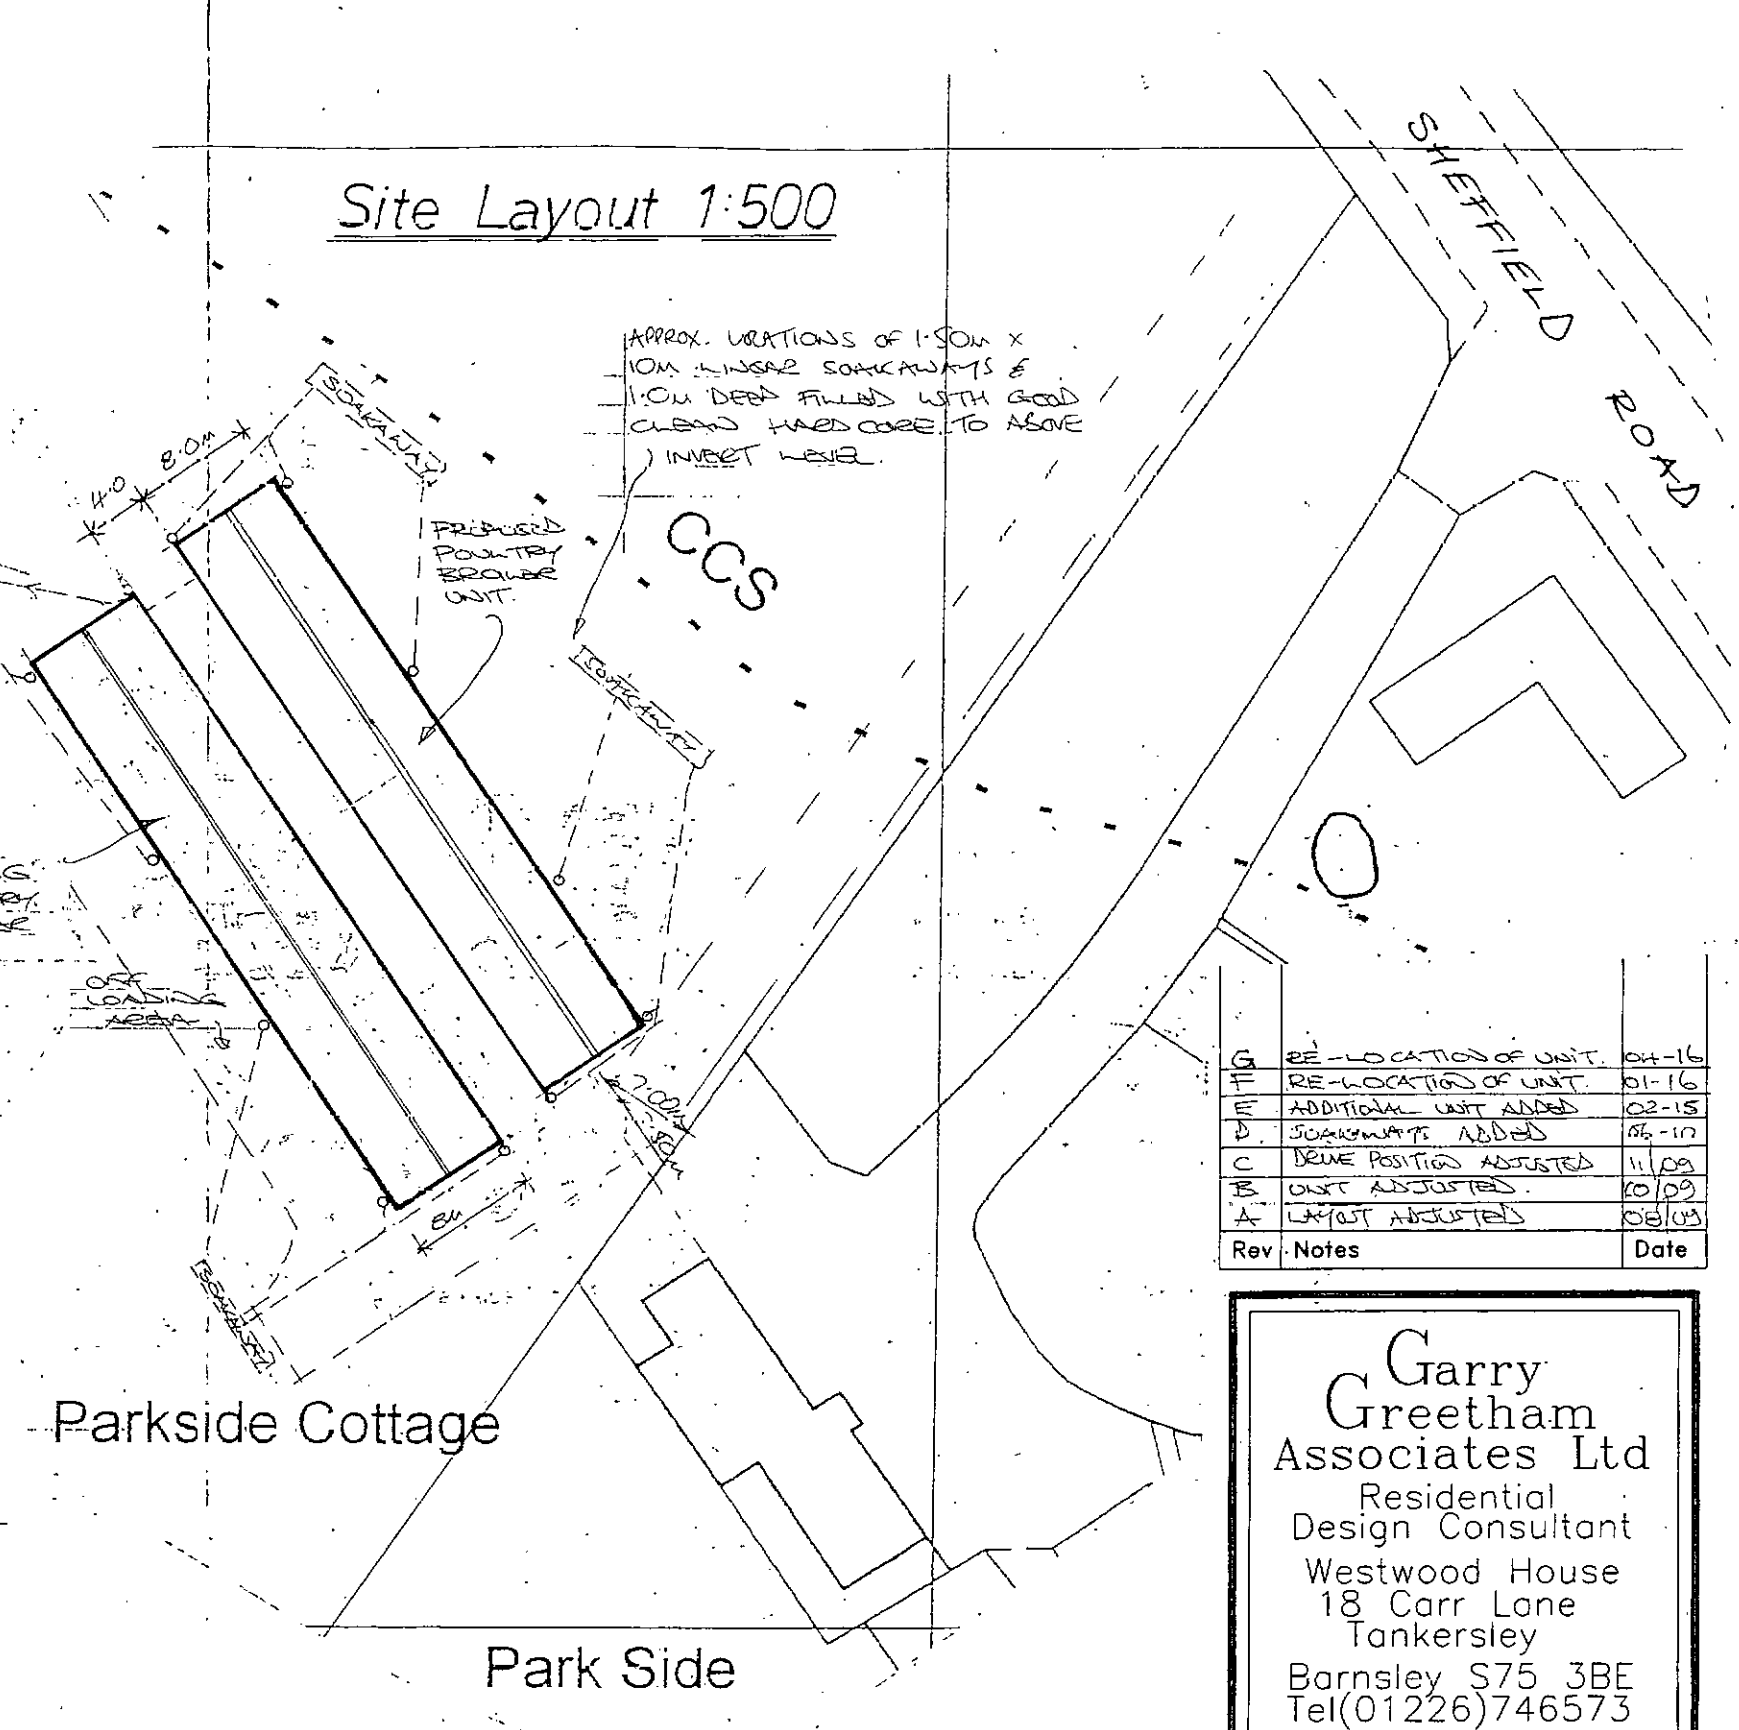 Site Layout 1:500
SHEFFIELD
ROAD
APPROX. LOCATIONS OF 1.50M X
10M LINEAR SOAKAWAYS &
1.0M DEEP FILLED WITH GOOD
CLEAN HARDCORE TO ABOVE
INVERT LEVEL.
SOAKAWAY
8.0M
4.0
PROPOSED
POULTRY
BROILER
UNIT.
CCS
SOAKAWAY
OFF
LOADING
AREA
7.00M
8M
SOAKAWAY
Parkside Cottage
Park Side
G RE-LOCATION OF UNIT. 04-16
F RE-LOCATION OF UNIT. 01-16
E ADDITIONAL UNIT ADDED 02-15
D. SOAKAWAYS ADDED
C DRIVE POSITION ADJUSTED 11/09
B UNIT ADJUSTED. 10/09
A LAYOUT ADJUSTED 08/09
Rev Notes Date
Garry
Greetham
Associates Ltd
Residential
Design Consultant
Westwood House
18 Carr Lane
Tankersley
Barnsley S75 3BE
Tel(01226)746573